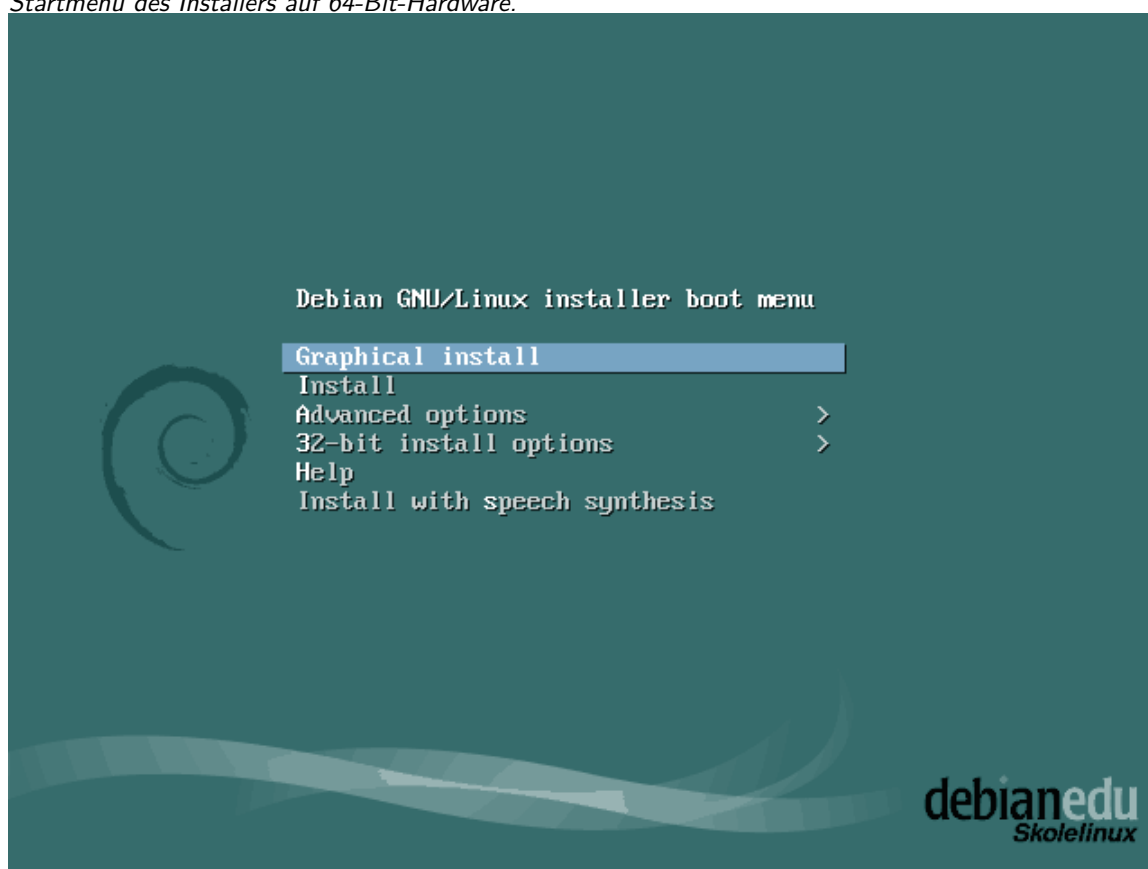 Startmenü des Installers auf 64-Bit-Hardware.
Debian GNU/Linux installer boot menu
Graphical install
Install
Advanced options >
32-bit install options >
Help
Install with speech synthesis
debianedu
Skolelinux